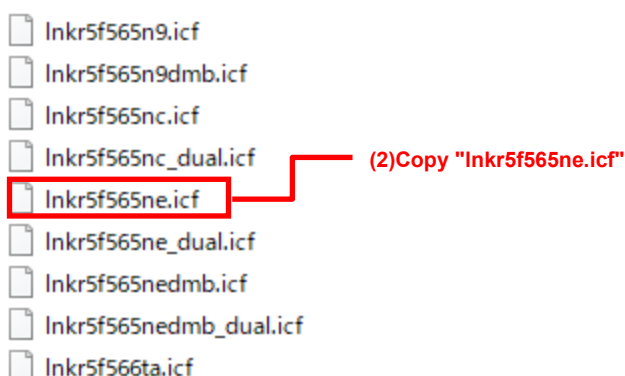 lnkr5f565n9.icf
lnkr5f565n9dmb.icf
lnkr5f565nc.icf
lnkr5f565nc_dual.icf
(2)Copy "lnkr5f565ne.icf"
lnkr5f565ne.icf
lnkr5f565ne_dual.icf
lnkr5f565nedmb.icf
lnkr5f565nedmb_dual.icf
lnkr5f566ta.icf